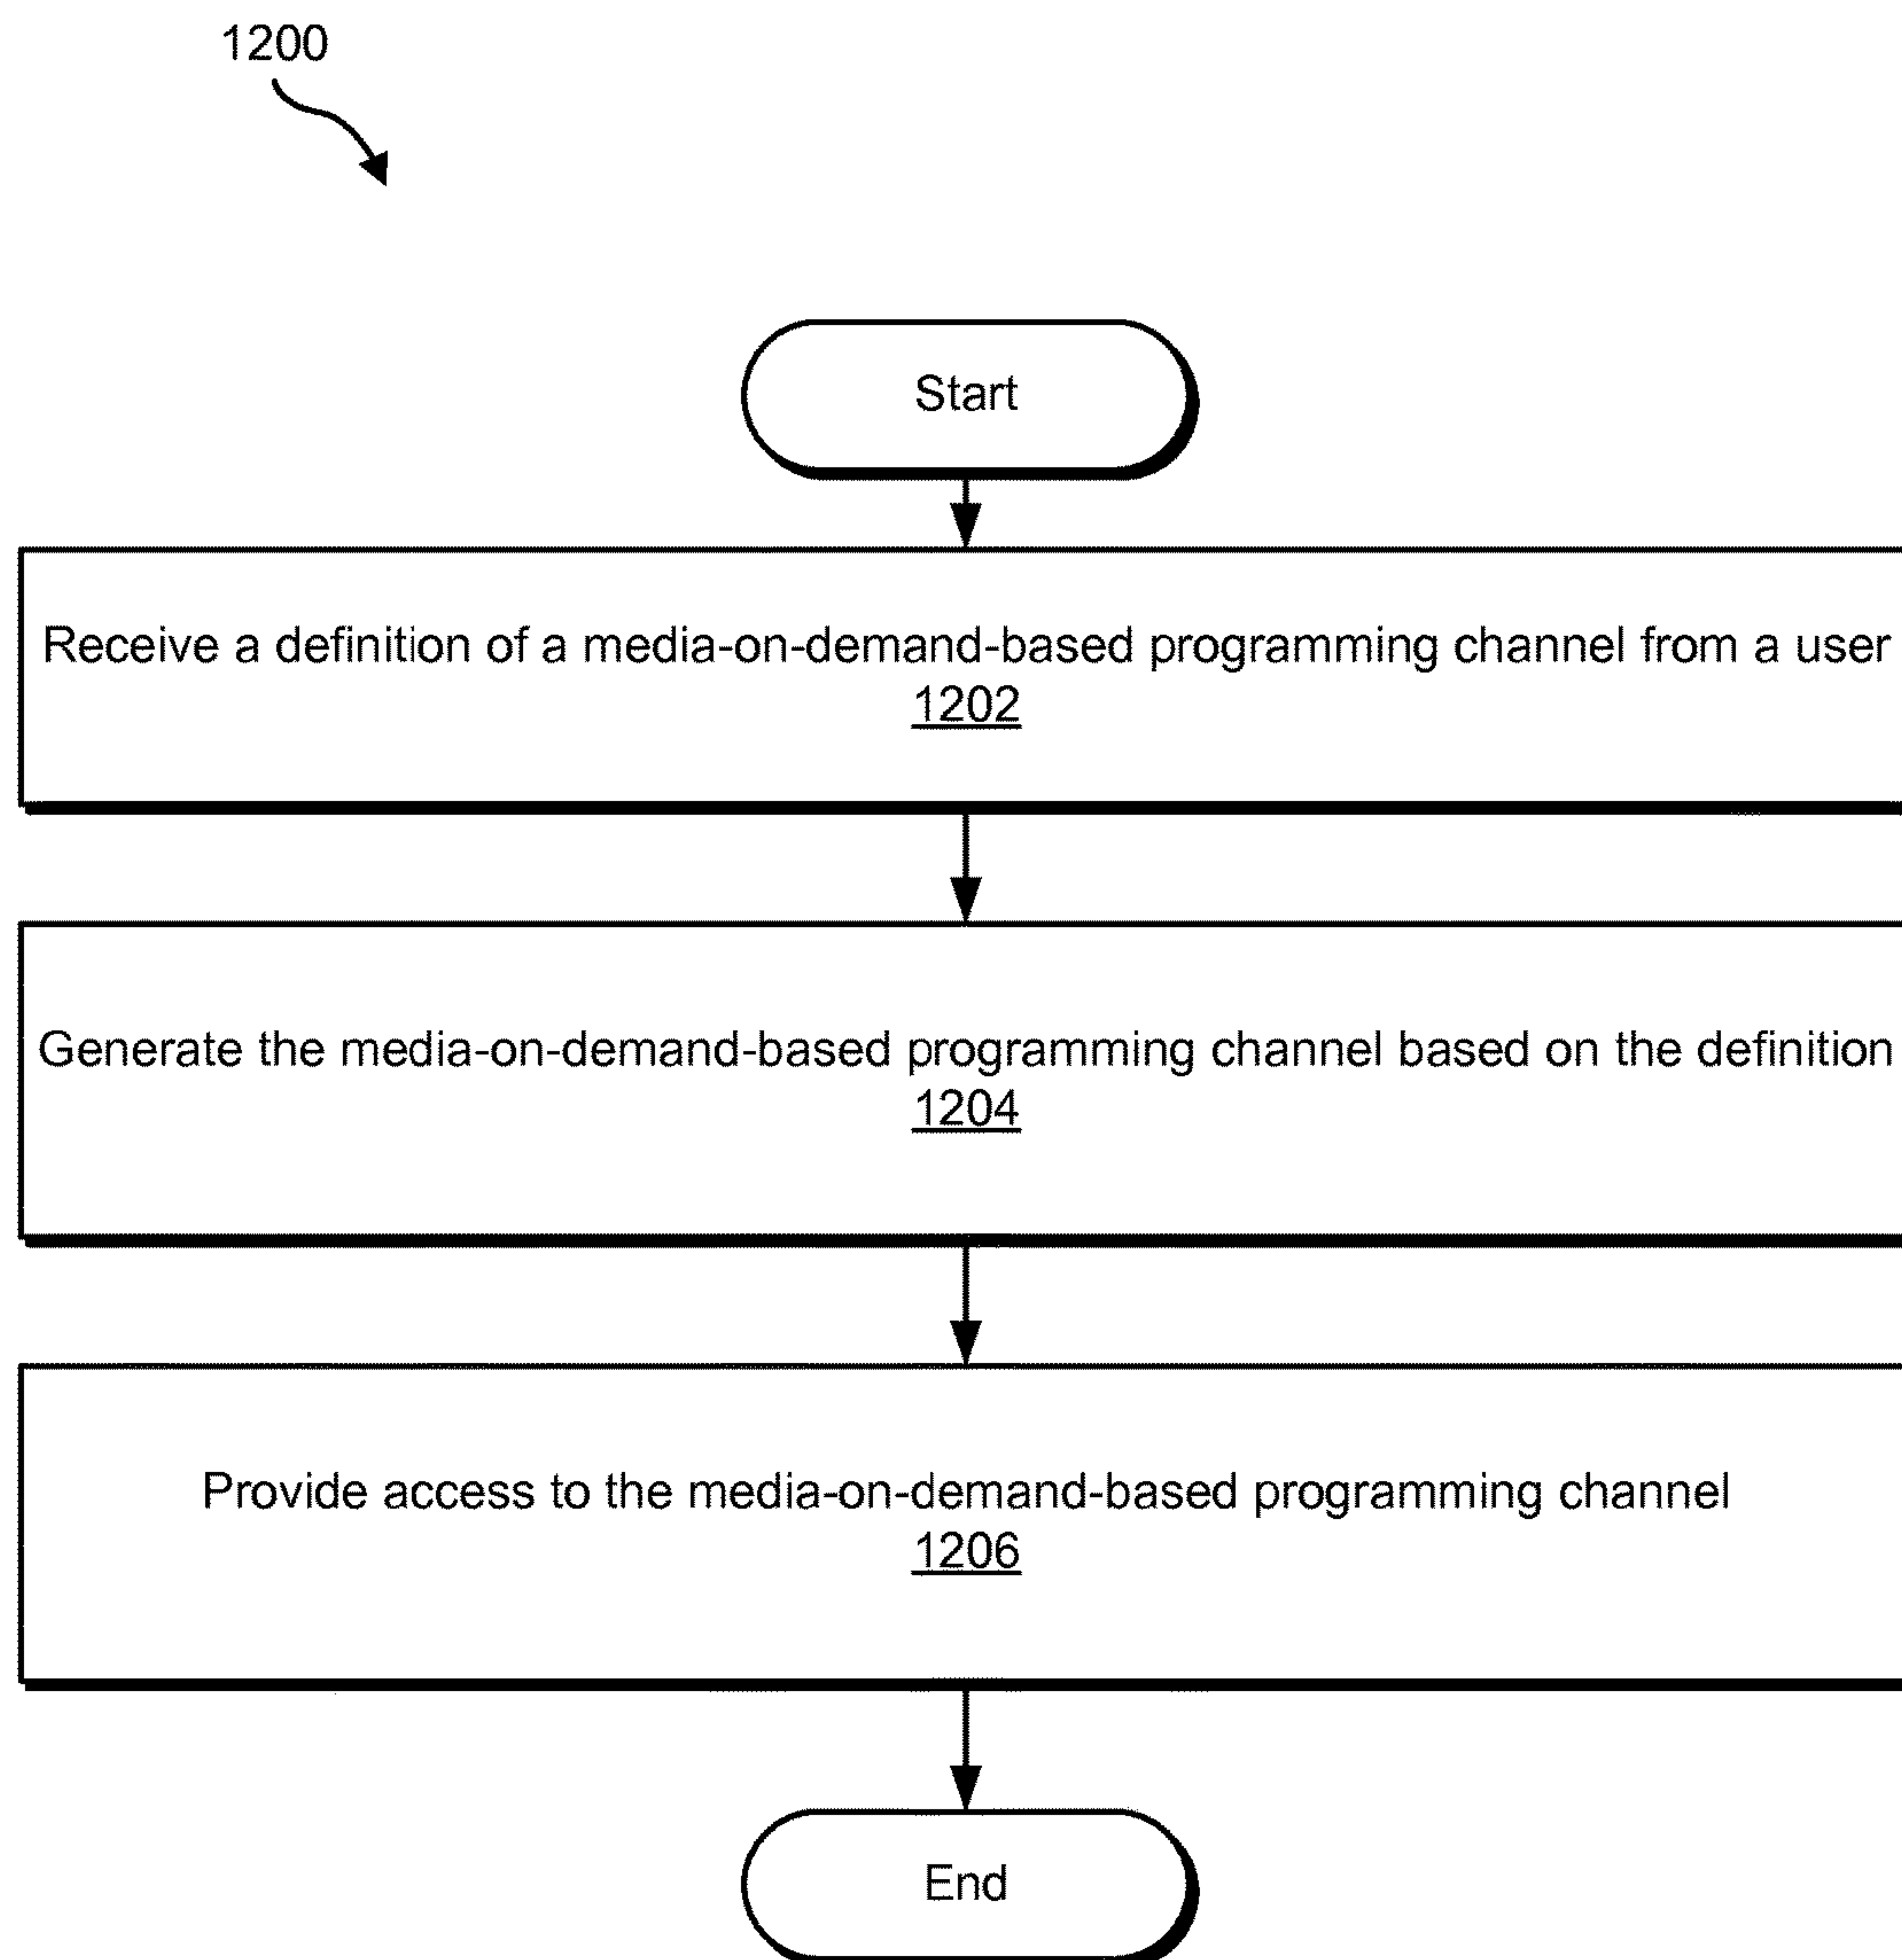 1200
Start
Receive a definition of a media-on-demand-based programming channel from a user
1202
Generate the media-on-demand-based programming channel based on the definition
1204
Provide access to the media-on-demand-based programming channel
1206
End